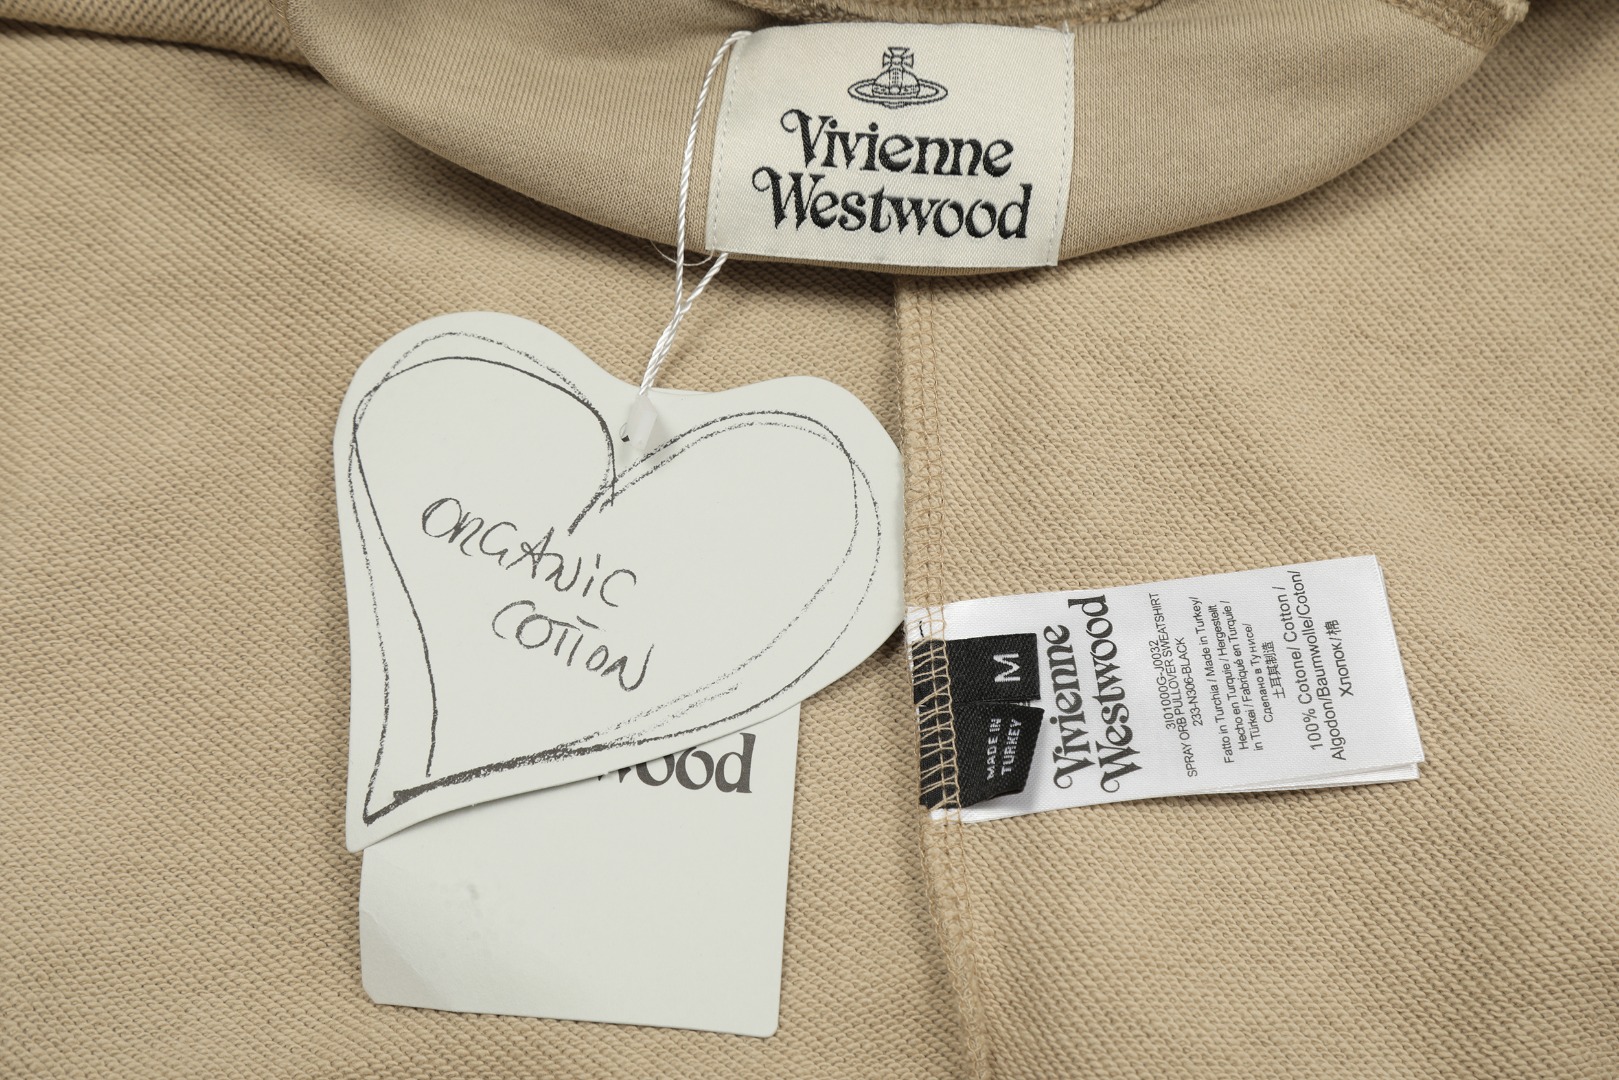 Vivienne
Westwood
ORGANIC
COTTON
wood
M
MADE IN
TURKEY
Vivienne
Westwood
3I01000G-J0032
SPRAY ORB PULLOVER SWEATSHIRT
233-N306-BLACK
Fatto in Turchia / Made in Turkey/
Hecho en Turquie / Hergestellt
in Türkei / Fabriqué en Turquie /
Сделано в Тунисе/
土耳其制造
100% Cotone/ Cotton /
Algodon/Baumwolle/Coton/
Хлопок/棉